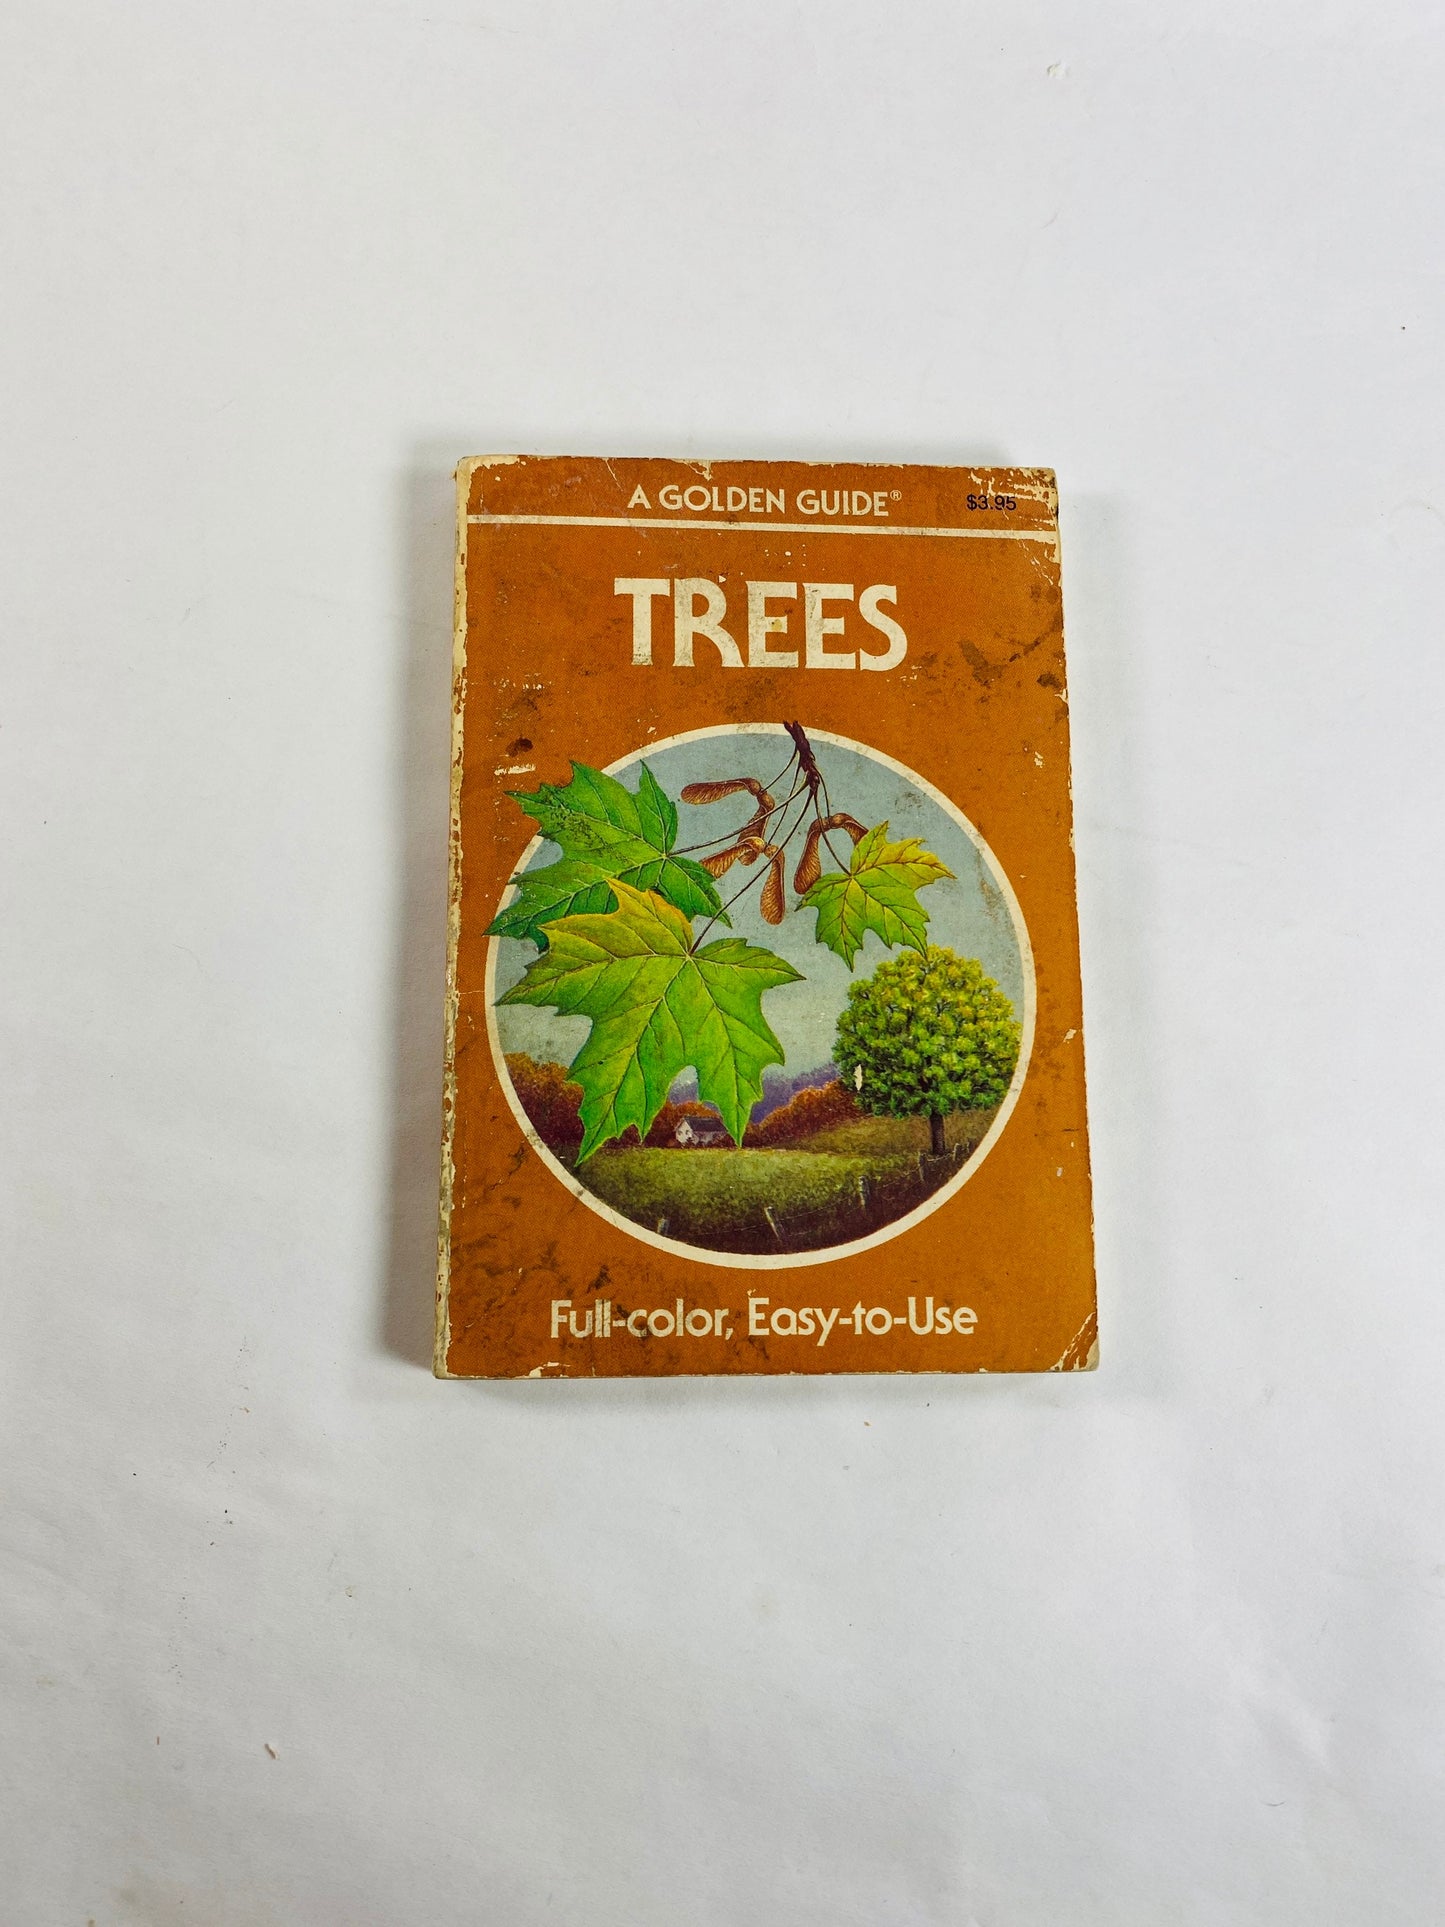 A GOLDEN GUIDE® $3.95
TREES
Full-color, Easy-to-Use